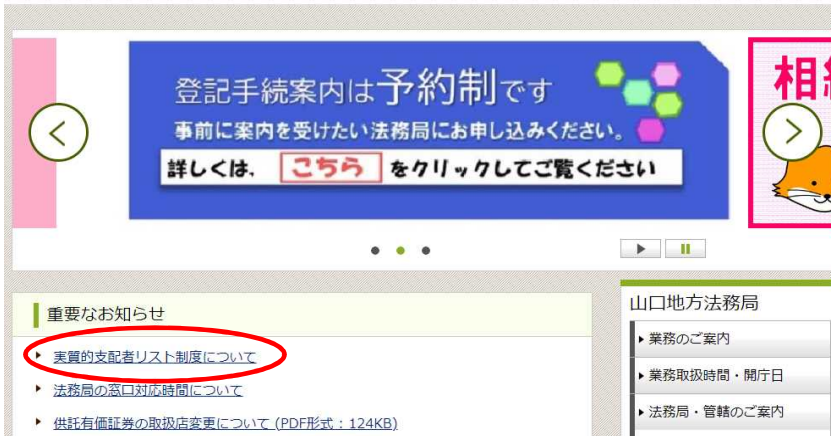 登記手続案内は予約制です
事前に案内を受けたい法務局にお申し込みください。
詳しくは、 こちら をクリックしてご覧ください
相続
重要なお知らせ
実質的支配者リスト制度について
法務局の窓口対応時間について
供託有価証券の取扱店変更について (PDF形式 : 124KB)
山口地方法務局
業務のご案内
業務取扱時間・開庁日
法務局・管轄のご案内